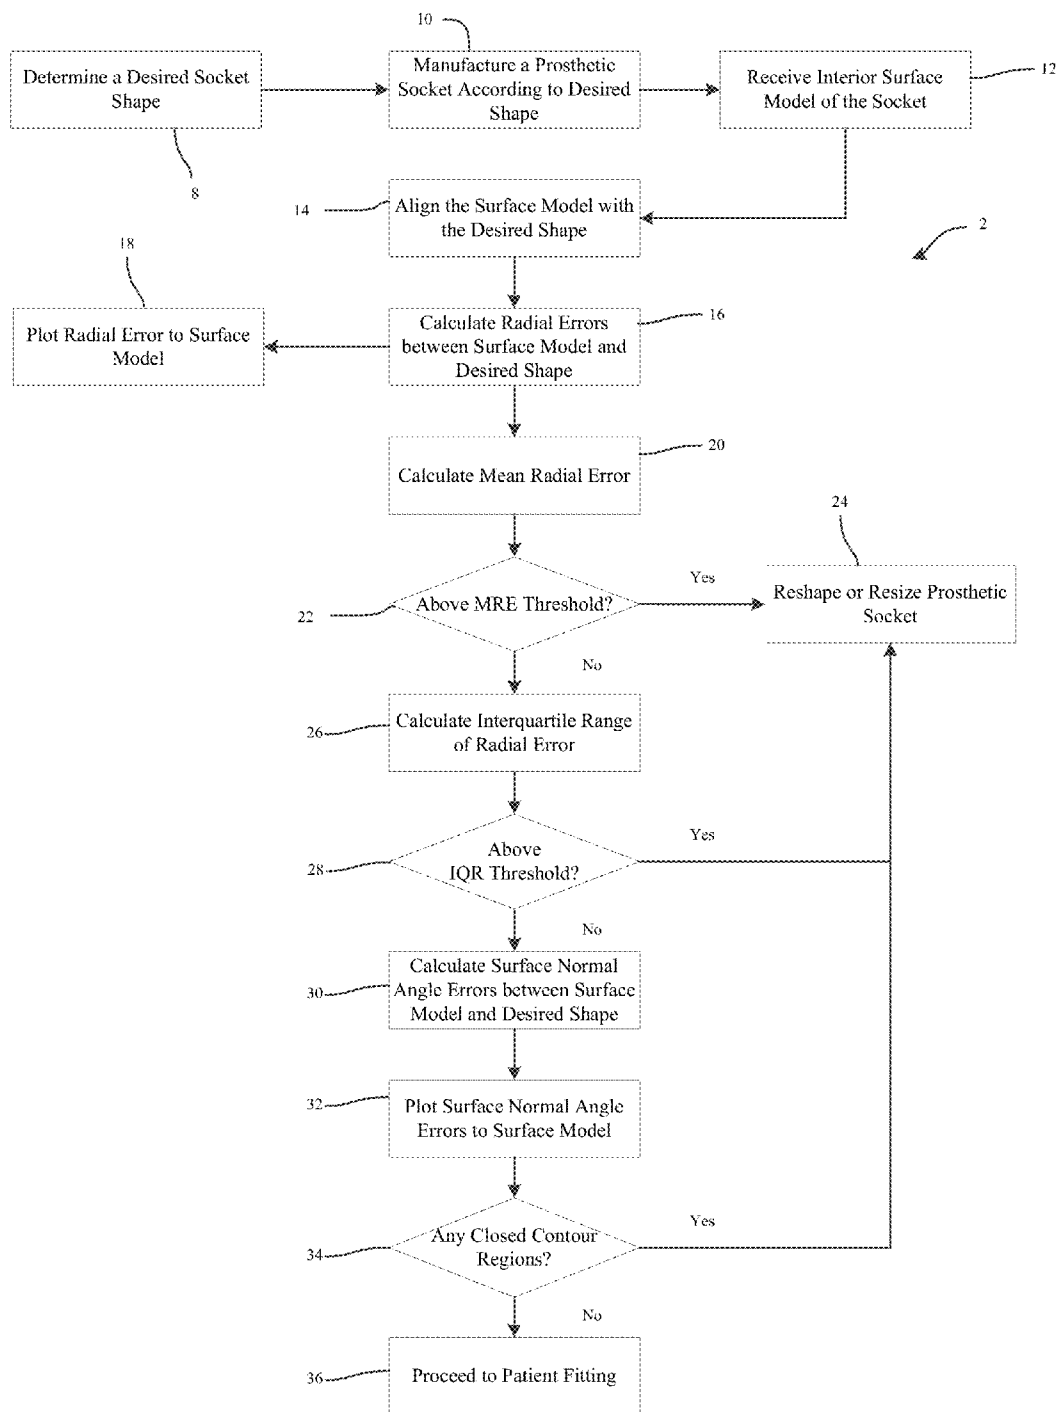 10
Determine a Desired Socket
Shape
Manufacture a Prosthetic
Socket According to Desired
Shape
Receive Interior Surface
Model of the Socket
12
8
14
Align the Surface Model with
the Desired Shape
2
18
Plot Radial Error to Surface
Model
Calculate Radial Errors
between Surface Model and
Desired Shape
16
Calculate Mean Radial Error
20
24
22
Above MRE Threshold?
Yes
Reshape or Resize Prosthetic
Socket
No
26
Calculate Interquartile Range
of Radial Error
28
Above
IQR Threshold?
Yes
No
30
Calculate Surface Normal
Angle Errors between Surface
Model and Desired Shape
32
Plot Surface Normal Angle
Errors to Surface Model
34
Any Closed Contour
Regions?
Yes
No
36
Proceed to Patient Fitting